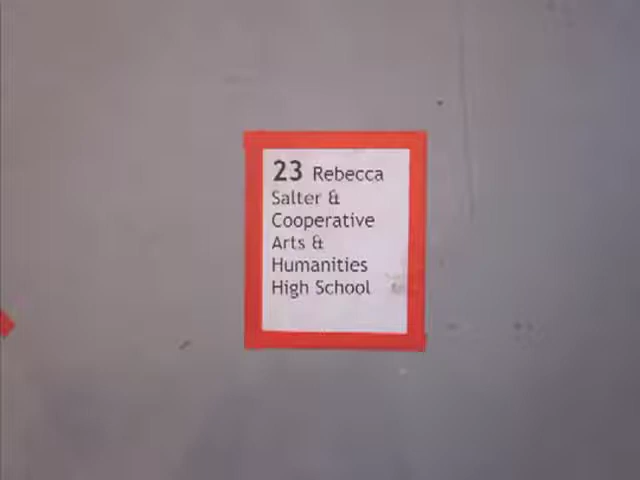 23 Rebecca
Salter &
Cooperative
Arts &
Humanities
High School